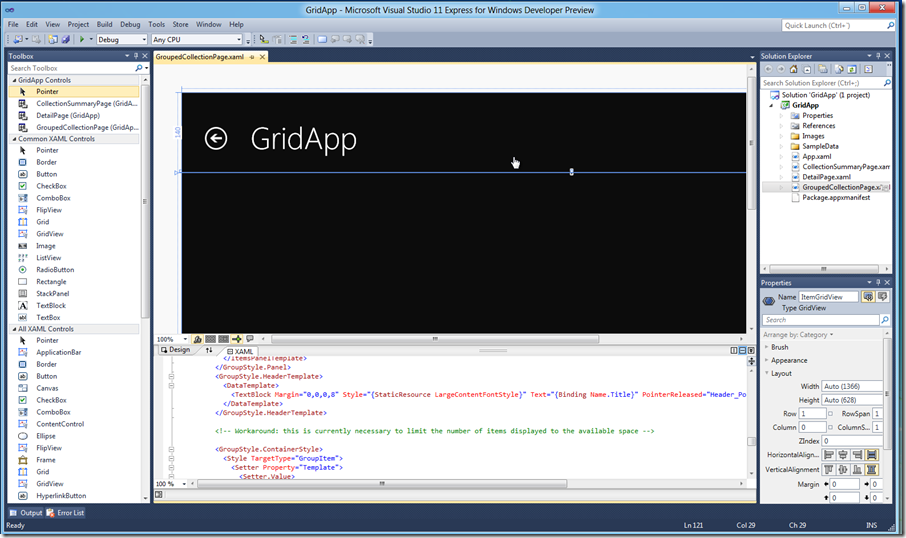 GridApp - Microsoft Visual Studio 11 Express for Windows Developer Preview
File Edit View Project Build Debug Tools Store Window Help
Quick Launch (Ctrl+ )
Debug Any CPU
Toolbox
Search Toolbox
GridApp Controls
Pointer
CollectionSummaryPage (GridA...
DetailPage (GridApp)
GroupedCollectionPage (GridAp...
Common XAML Controls
Pointer
Border
Button
CheckBox
ComboBox
FlipView
Grid
GridView
Image
ListView
RadioButton
Rectangle
StackPanel
TextBlock
TextBox
All XAML Controls
Pointer
ApplicationBar
Border
Button
Canvas
CheckBox
ComboBox
ContentControl
Ellipse
FlipView
Frame
Grid
GridView
HyperlinkButton
GroupedCollectionPage.xaml
140
GridApp
100%
Design XAML
</ItemsPanelTemplate>
</GroupStyle.Panel>
<GroupStyle.HeaderTemplate>
<DataTemplate>
<TextBlock Margin="0,0,0,8" Style="{StaticResource LargeContentFontStyle}" Text="{Binding Name.Title}" PointerReleased="Header_Po
</DataTemplate>
</GroupStyle.HeaderTemplate>
<!-- Workaround: this is currently necessary to limit the number of items displayed to the available space -->
<GroupStyle.ContainerStyle>
<Style TargetType="GroupItem">
<Setter Property="Template">
<Setter.Value>
100 %
Solution Explorer
Search Solution Explorer (Ctrl+;)
Solution 'GridApp' (1 project)
GridApp
Properties
References
Images
SampleData
App.xaml
CollectionSummaryPage.xam
DetailPage.xaml
GroupedCollectionPage.xa
Package.appxmanifest
Properties
Name ItemGridView
Type GridView
Search
Arrange by: Category
Brush
Appearance
Layout
Width Auto (1366)
Height Auto (628)
Row 1 RowSpan 1
Column 0 ColumnS... 1
ZIndex 0
HorizontalAlign...
VerticalAlignment
Margin 0 0
0 0
Output Error List
Ready Ln 121 Col 29 Ch 29 INS